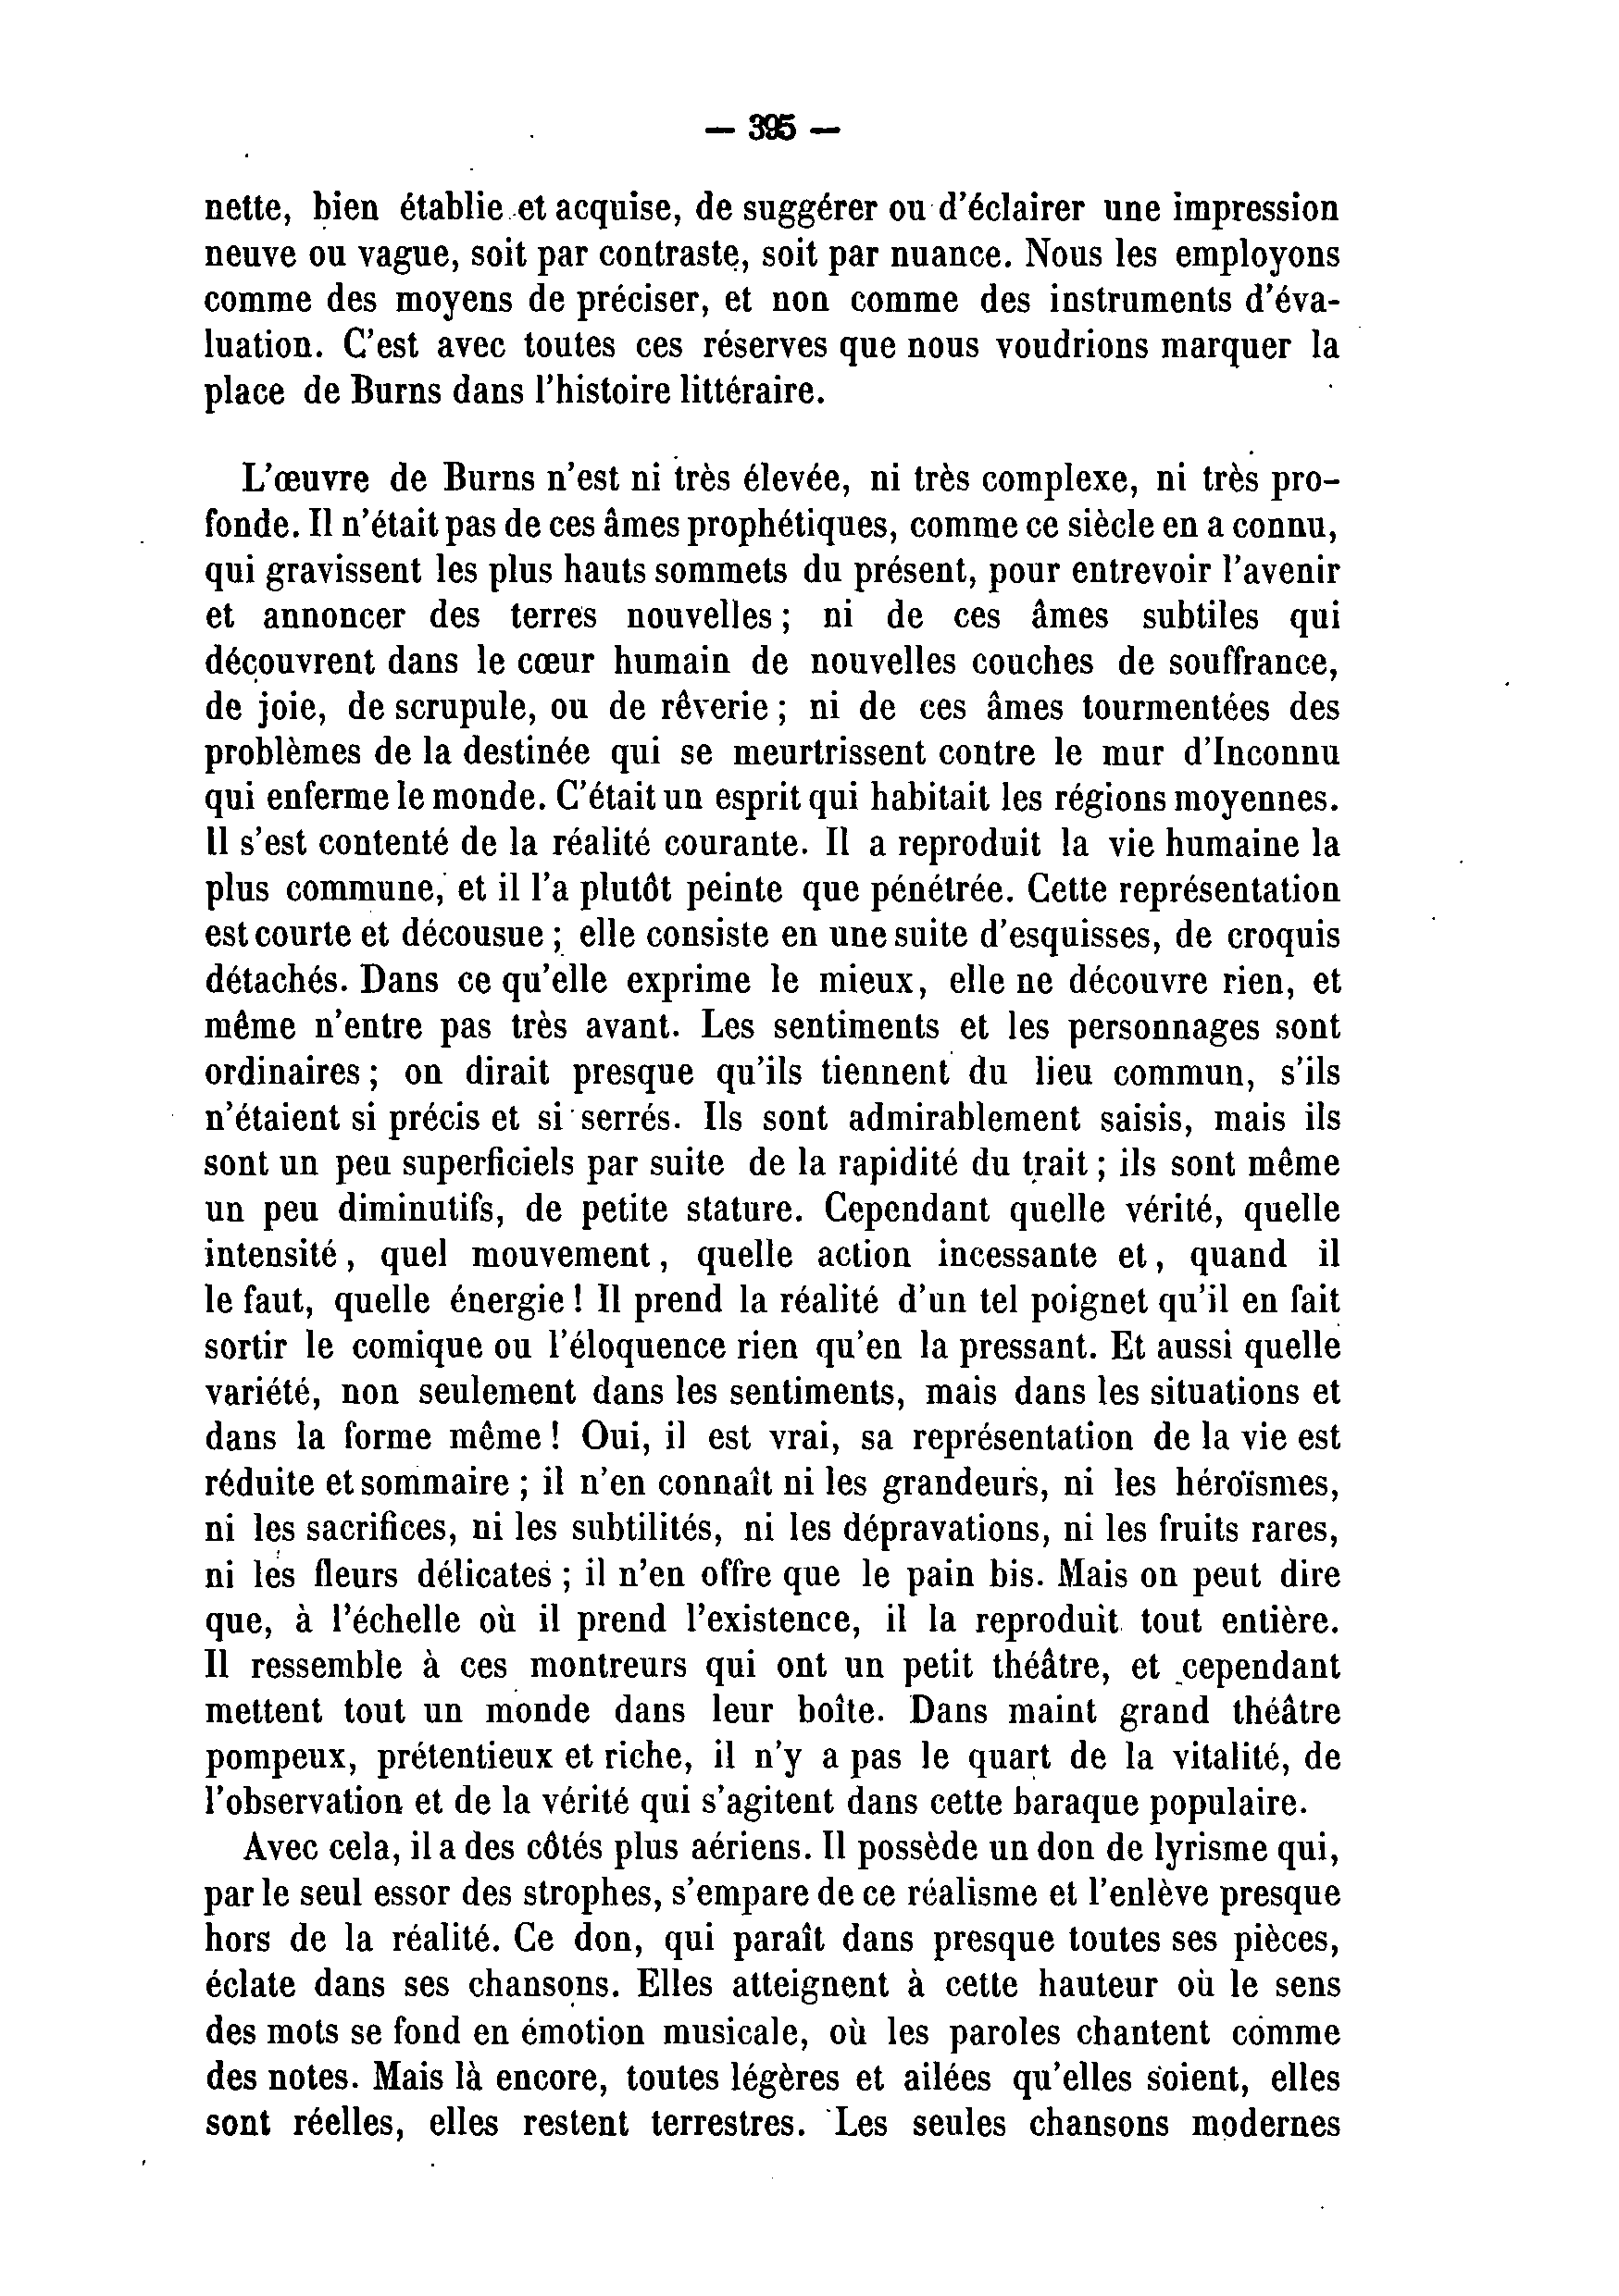 — 395 —
nette, bien établie et acquise, de suggérer ou d'éclairer une impression
neuve ou vague, soit par contraste, soit par nuance. Nous les employons
comme des moyens de préciser, et non comme des instruments d'éva-
luation. C'est avec toutes ces réserves que nous voudrions marquer la
place de Burns dans l'histoire littéraire.
L'œuvre de Burns n'est ni très élevée, ni très complexe, ni très pro-
fonde. Il n'était pas de ces âmes prophétiques, comme ce siècle en a connu,
qui gravissent les plus hauts sommets du présent, pour entrevoir l'avenir
et annoncer des terres nouvelles ; ni de ces âmes subtiles qui
découvrent dans le cœur humain de nouvelles couches de souffrance,
de joie, de scrupule, ou de rêverie ; ni de ces âmes tourmentées des
problèmes de la destinée qui se meurtrissent contre le mur d'Inconnu
qui enferme le monde. C'était un esprit qui habitait les régions moyennes.
Il s'est contenté de la réalité courante. Il a reproduit la vie humaine la
plus commune, et il l'a plutôt peinte que pénétrée. Cette représentation
est courte et décousue ; elle consiste en une suite d'esquisses, de croquis
détachés. Dans ce qu'elle exprime le mieux, elle ne découvre rien, et
même n'entre pas très avant. Les sentiments et les personnages sont
ordinaires ; on dirait presque qu'ils tiennent du lieu commun, s'ils
n'étaient si précis et si serrés. Ils sont admirablement saisis, mais ils
sont un peu superficiels par suite de la rapidité du trait ; ils sont même
un peu diminutifs, de petite stature. Cependant quelle vérité, quelle
intensité, quel mouvement, quelle action incessante et, quand il
le faut, quelle énergie ! Il prend la réalité d'un tel poignet qu'il en fait
sortir le comique ou l'éloquence rien qu'en la pressant. Et aussi quelle
variété, non seulement dans les sentiments, mais dans les situations et
dans la forme même ! Oui, il est vrai, sa représentation de la vie est
réduite et sommaire ; il n'en connaît ni les grandeurs, ni les héroïsmes,
ni les sacrifices, ni les subtilités, ni les dépravations, ni les fruits rares,
ni les fleurs délicates ; il n'en offre que le pain bis. Mais on peut dire
que, à l'échelle où il prend l'existence, il la reproduit tout entière.
Il ressemble à ces montreurs qui ont un petit théâtre, et cependant
mettent tout un monde dans leur boîte. Dans maint grand théâtre
pompeux, prétentieux et riche, il n'y a pas le quart de la vitalité, de
l'observation et de la vérité qui s'agitent dans cette baraque populaire.
Avec cela, il a des côtés plus aériens. Il possède un don de lyrisme qui,
par le seul essor des strophes, s'empare de ce réalisme et l'enlève presque
hors de la réalité. Ce don, qui paraît dans presque toutes ses pièces,
éclate dans ses chansons. Elles atteignent à cette hauteur où le sens
des mots se fond en émotion musicale, où les paroles chantent comme
des notes. Mais là encore, toutes légères et ailées qu'elles soient, elles
sont réelles, elles restent terrestres. Les seules chansons modernes